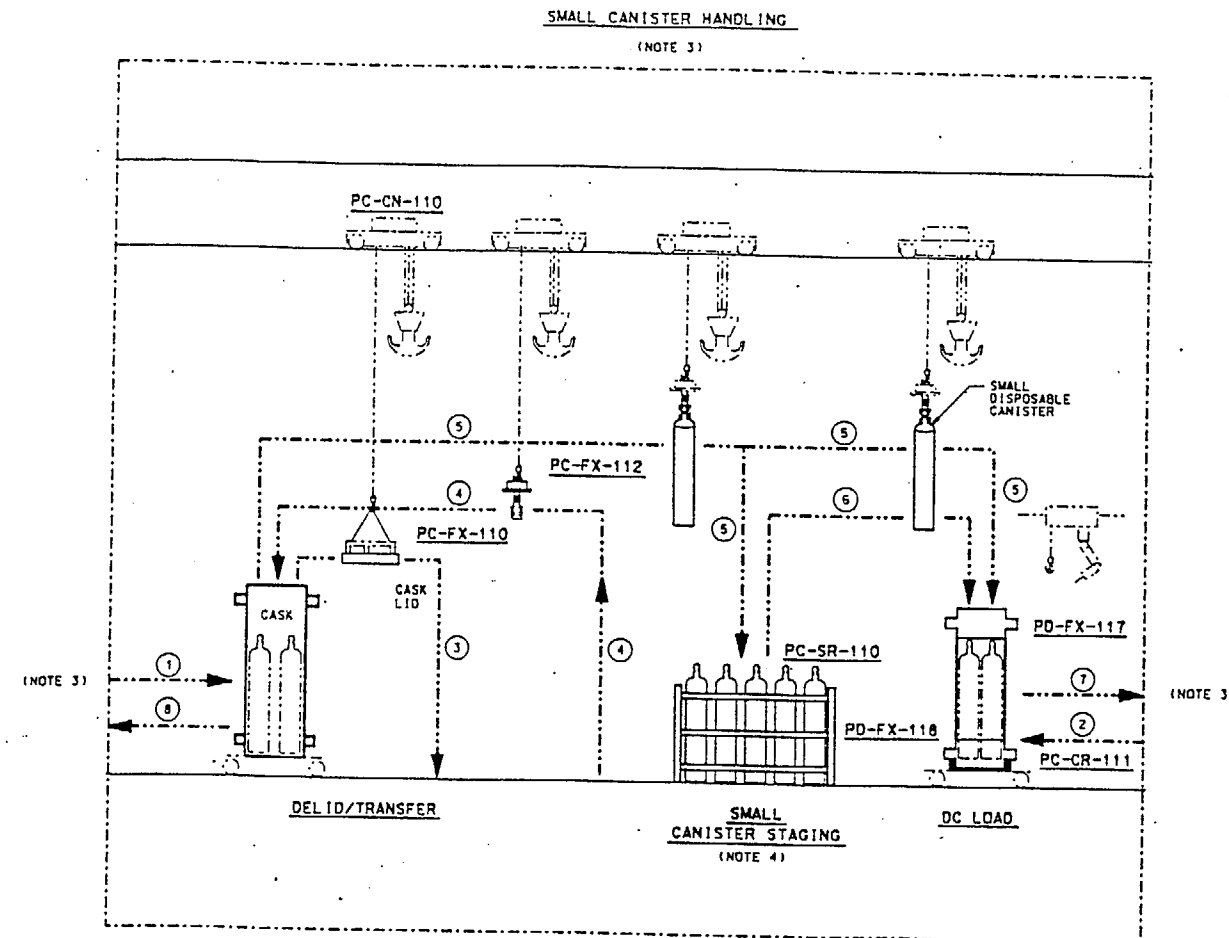 SMALL CANISTER HANDLING
(NOTE 3)
PC-CN-110
SMALL
DISPOSABLE
CANISTER
5
5
PC-FX-112
4
6
5
5
PC-FX-110
CASK
LID
CASK
3
4
PD-FX-117
PC-SR-110
(NOTE 3)
1
7
(NOTE 3
8
PD-FX-118
2
PC-CR-111
DELID/TRANSFER
SMALL
CANISTER STAGING
(NOTE 4)
DC LOAD